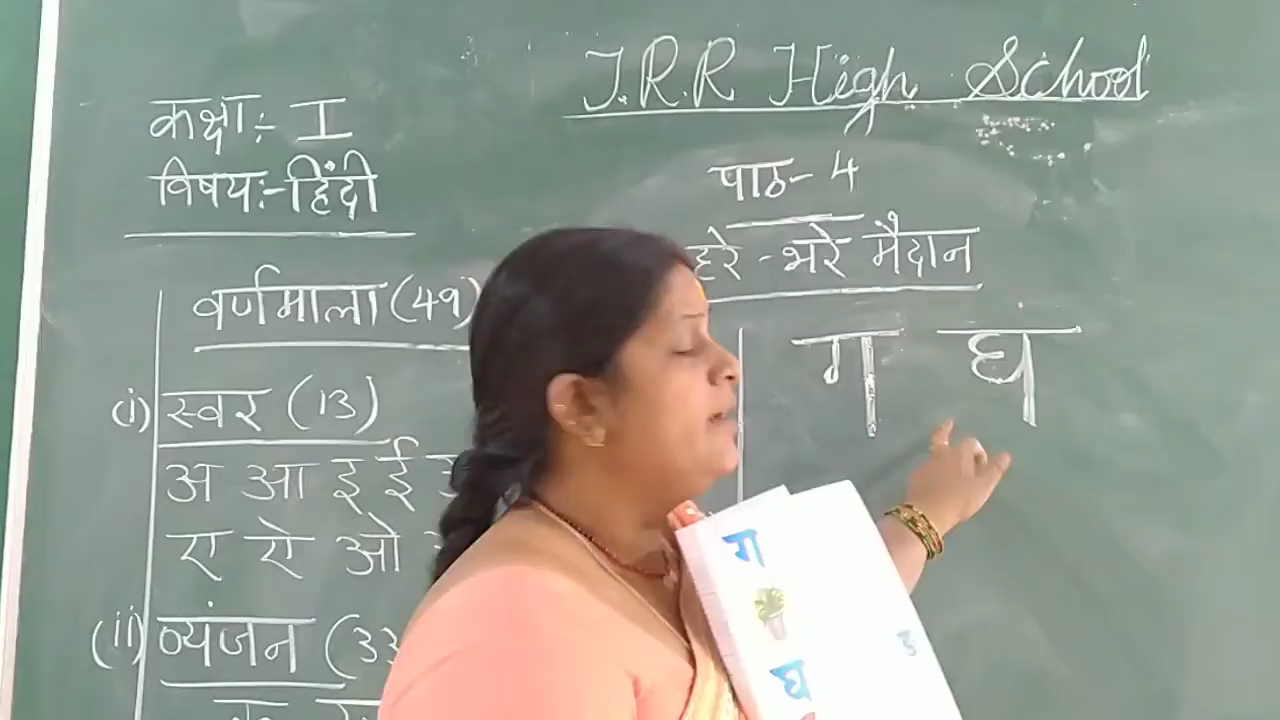 J.R.R High School
कक्षा:- I
विषय:- हिंदी
पाठ- 4
हरे - भरे मैदान
वर्णमाला (49)
(i) स्वर (13)
अ आ इ ई
ए ऐ ओ
(ii) व्यंजन (33
ग घ
ग
घ
ङ